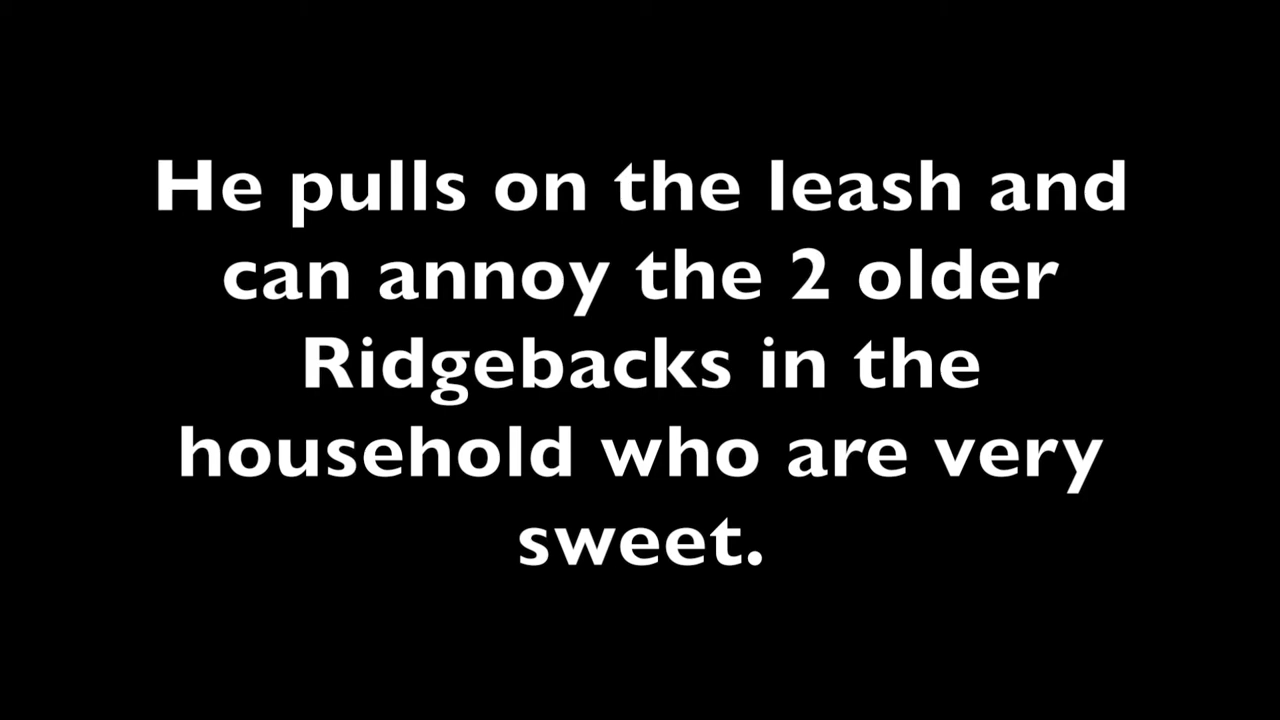 He pulls on the leash and
can annoy the 2 older
Ridgebacks in the
household who are very
sweet.